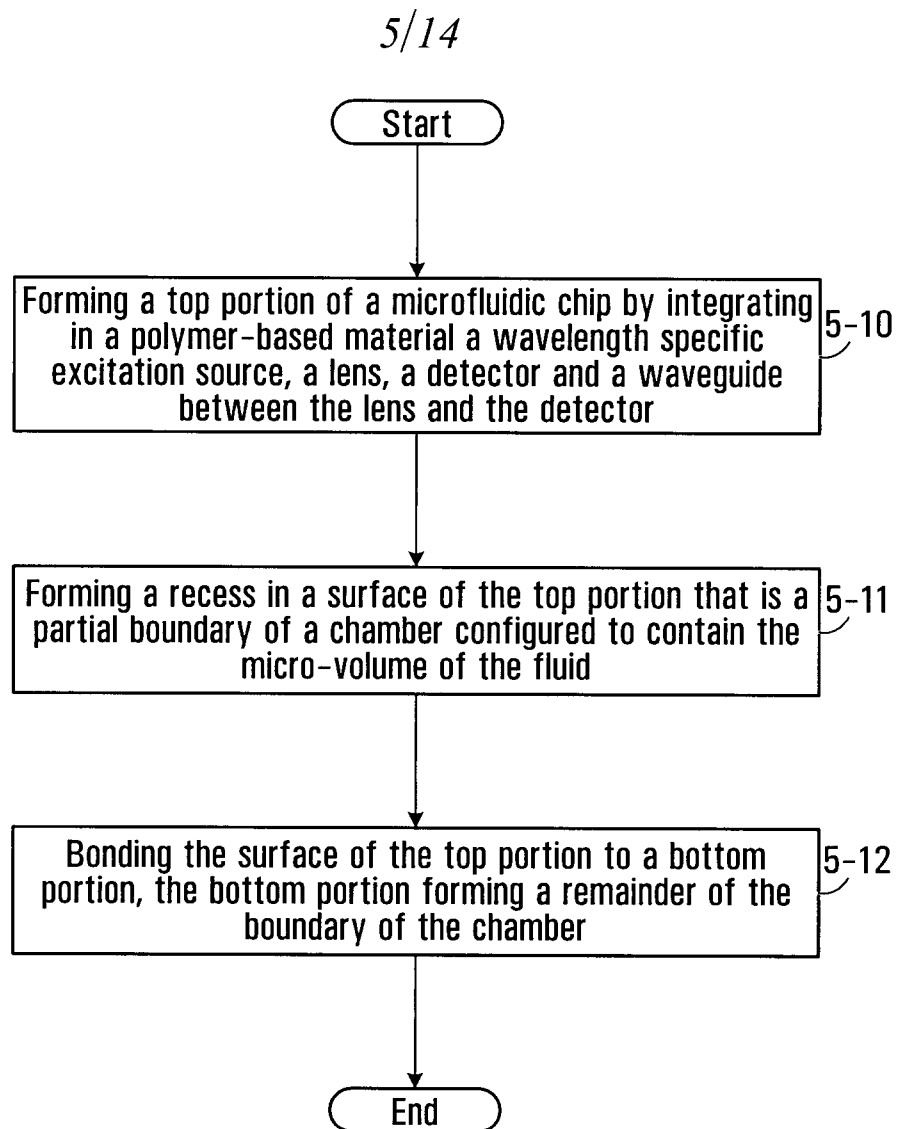 5/14
Start
Forming a top portion of a microfluidic chip by integrating
in a polymer-based material a wavelength specific
excitation source, a lens, a detector and a waveguide
between the lens and the detector
5-10
Forming a recess in a surface of the top portion that is a
partial boundary of a chamber configured to contain the
micro-volume of the fluid
5-11
Bonding the surface of the top portion to a bottom
portion, the bottom portion forming a remainder of the
boundary of the chamber
5-12
End